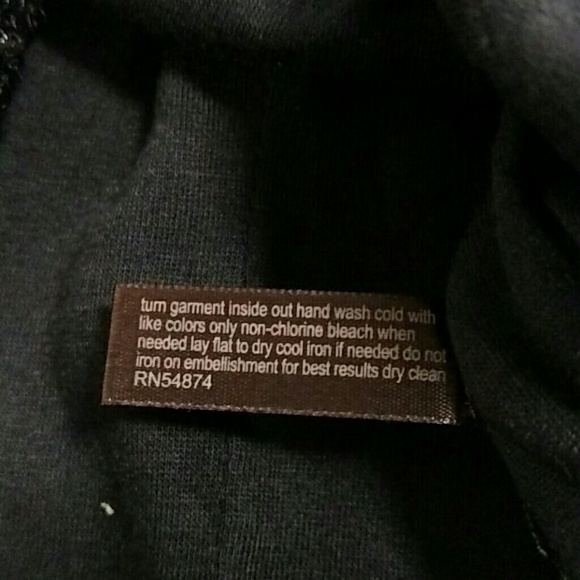 turn garment inside out hand wash cold with
like colors only non-chlorine bleach when
needed lay flat to dry cool iron if needed do not
iron on embellishment for best results dry clean
RN54874